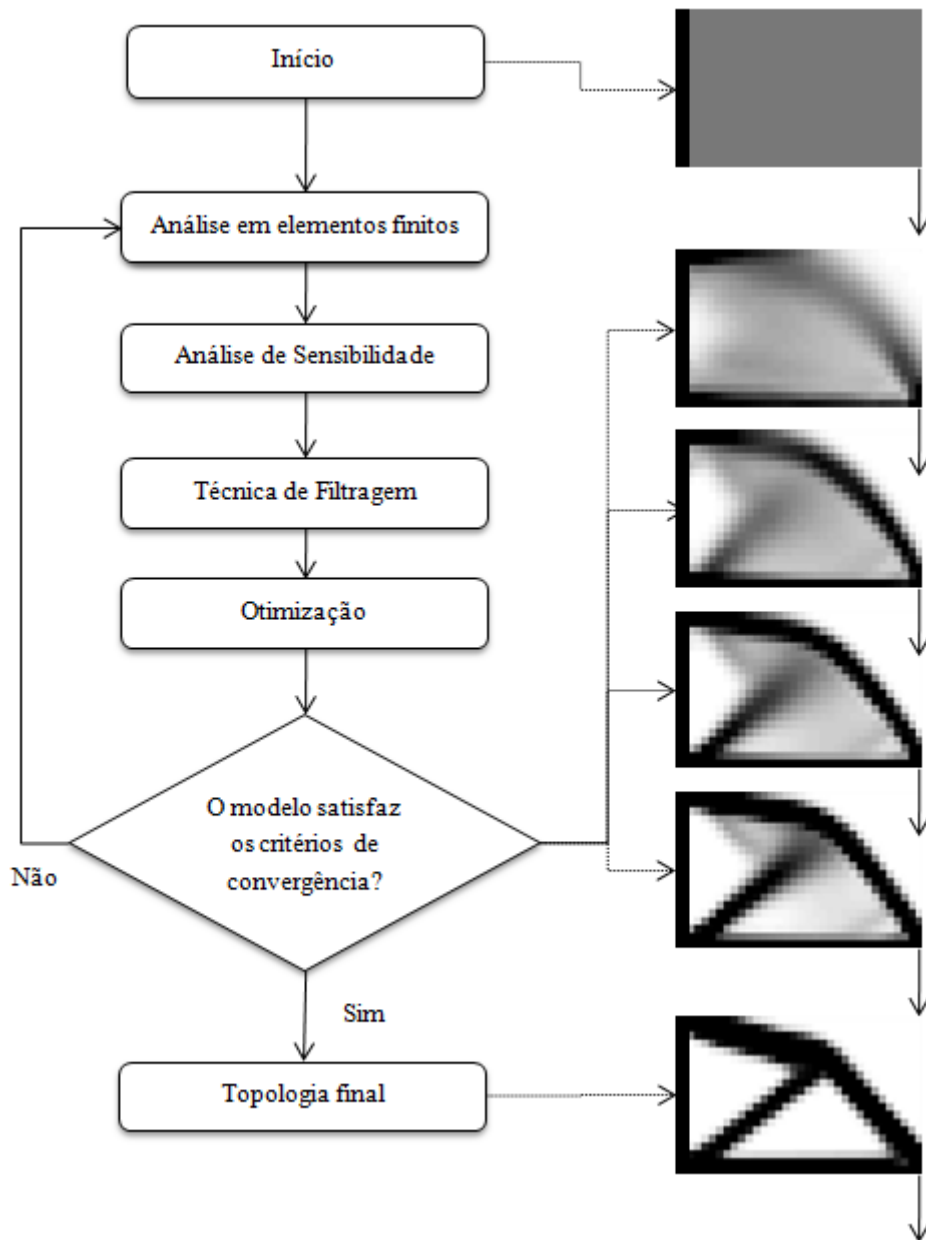 Início
Análise em elementos finitos
Análise de Sensibilidade
Técnica de Filtragem
Otimização
O modelo satisfaz
os critérios de
convergência?
Não
Sim
Topologia final